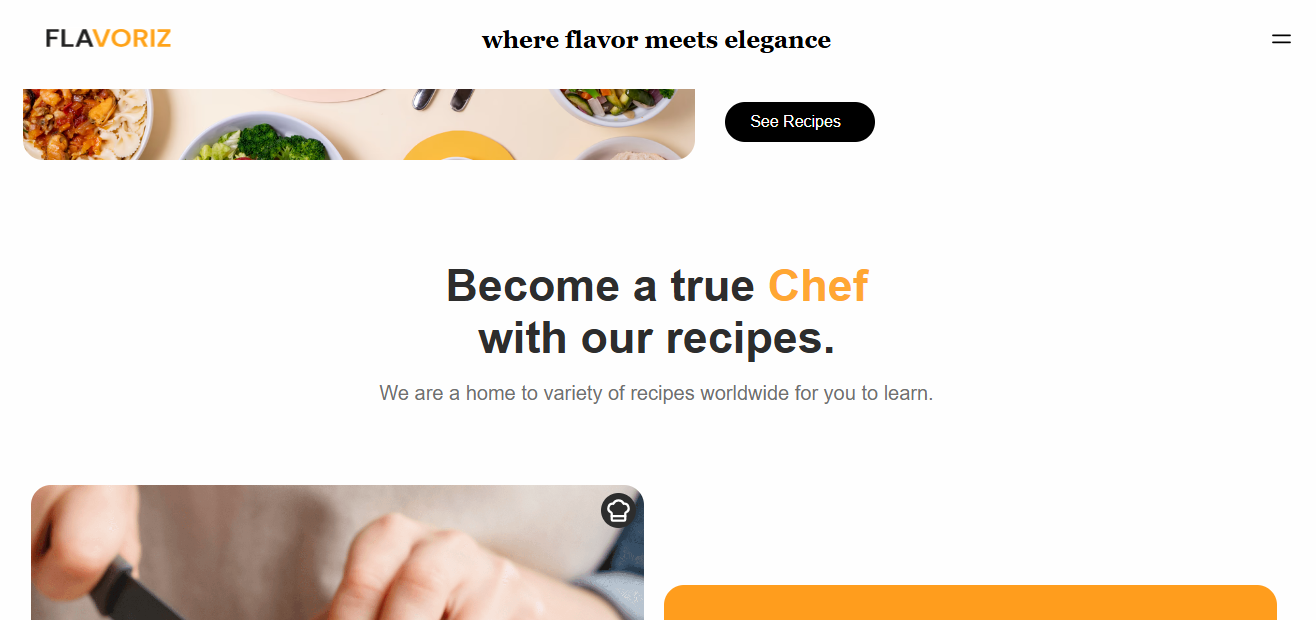 FLAVORIZ
where flavor meets elegance
See Recipes
Become a true Chef
with our recipes.
We are a home to variety of recipes worldwide for you to learn.